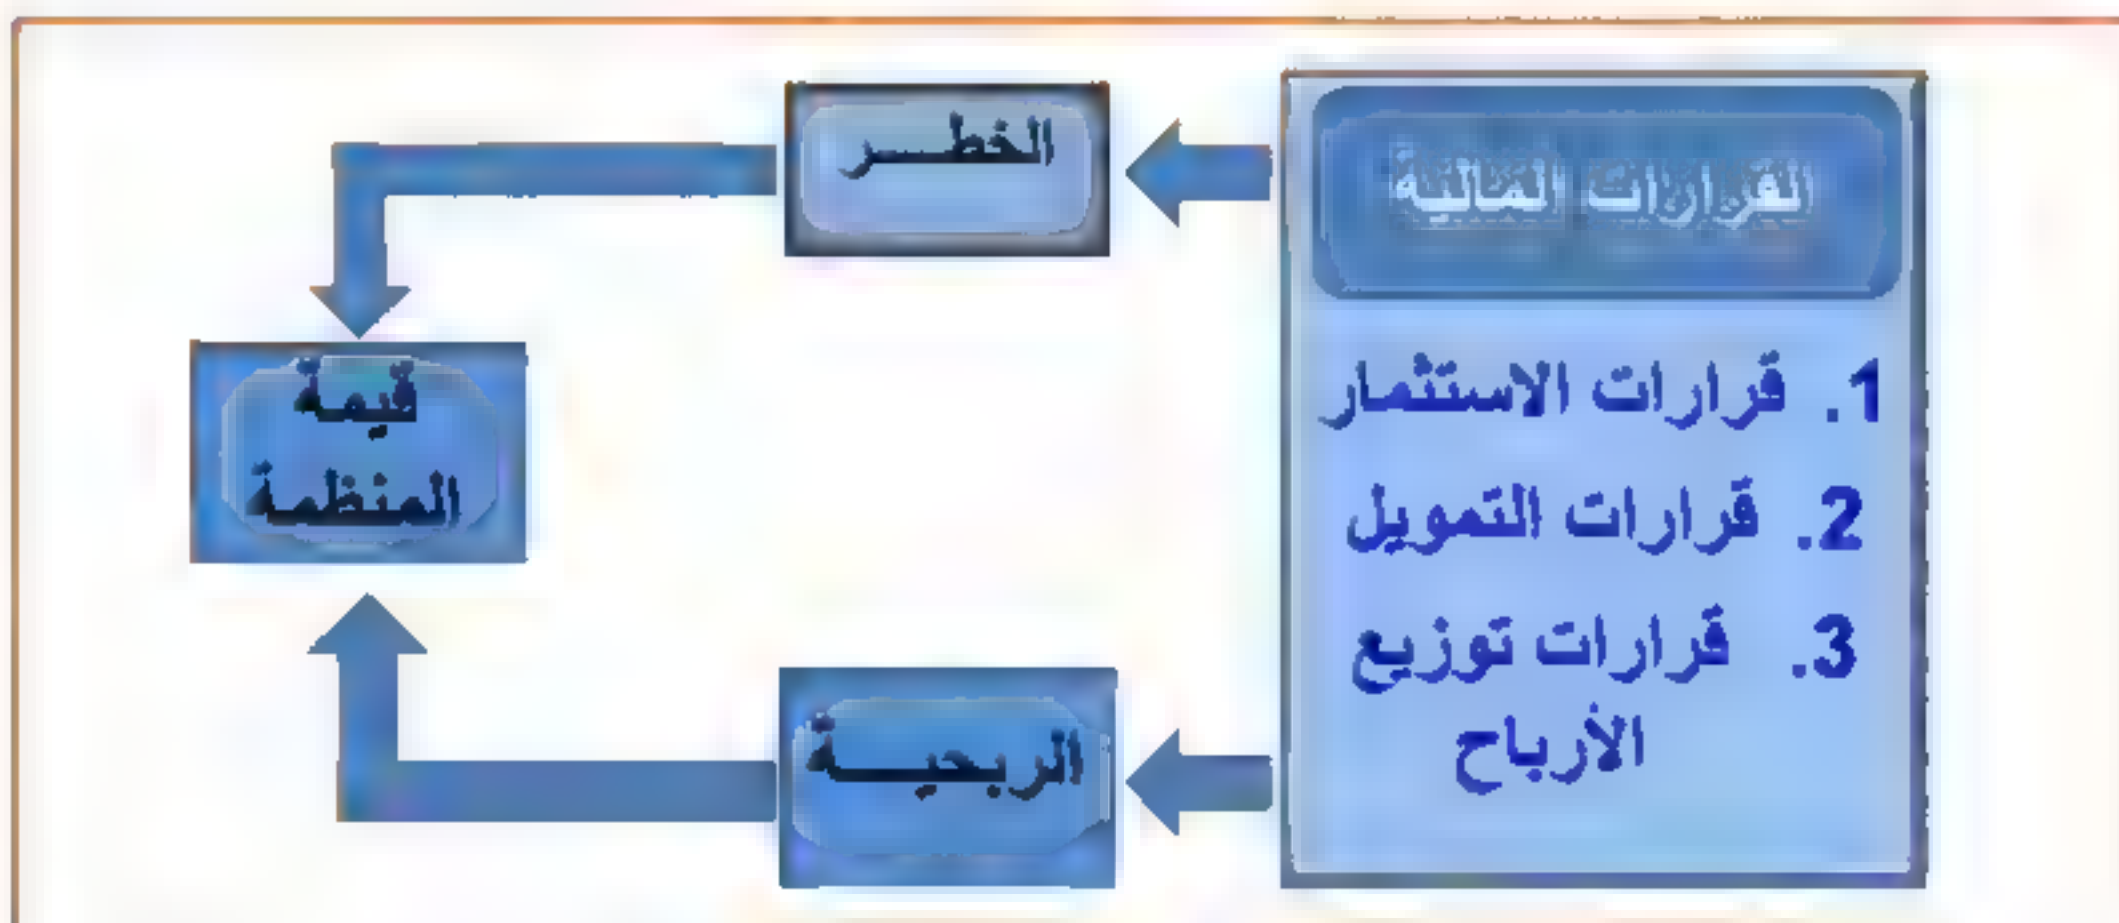 القرارات المالية
1. قرارات الاستثمار
2. قرارات التمويل
3. قرارات توزيع
الأرباح
الخطـــر
الربحيـــة
قيمة
المنظمة